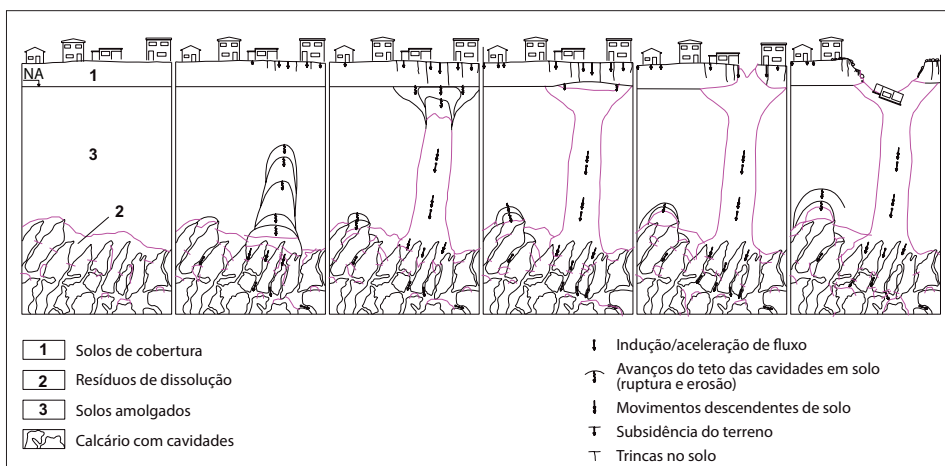 NA
1
3
2
1 Solos de cobertura
2 Resíduos de dissolução
3 Solos amolgados
Calcário com cavidades
Indução/aceleração de fluxo
Avanços do teto das cavidades em solo
(ruptura e erosão)
Movimentos descendentes de solo
Subsidência do terreno
Trincas no solo